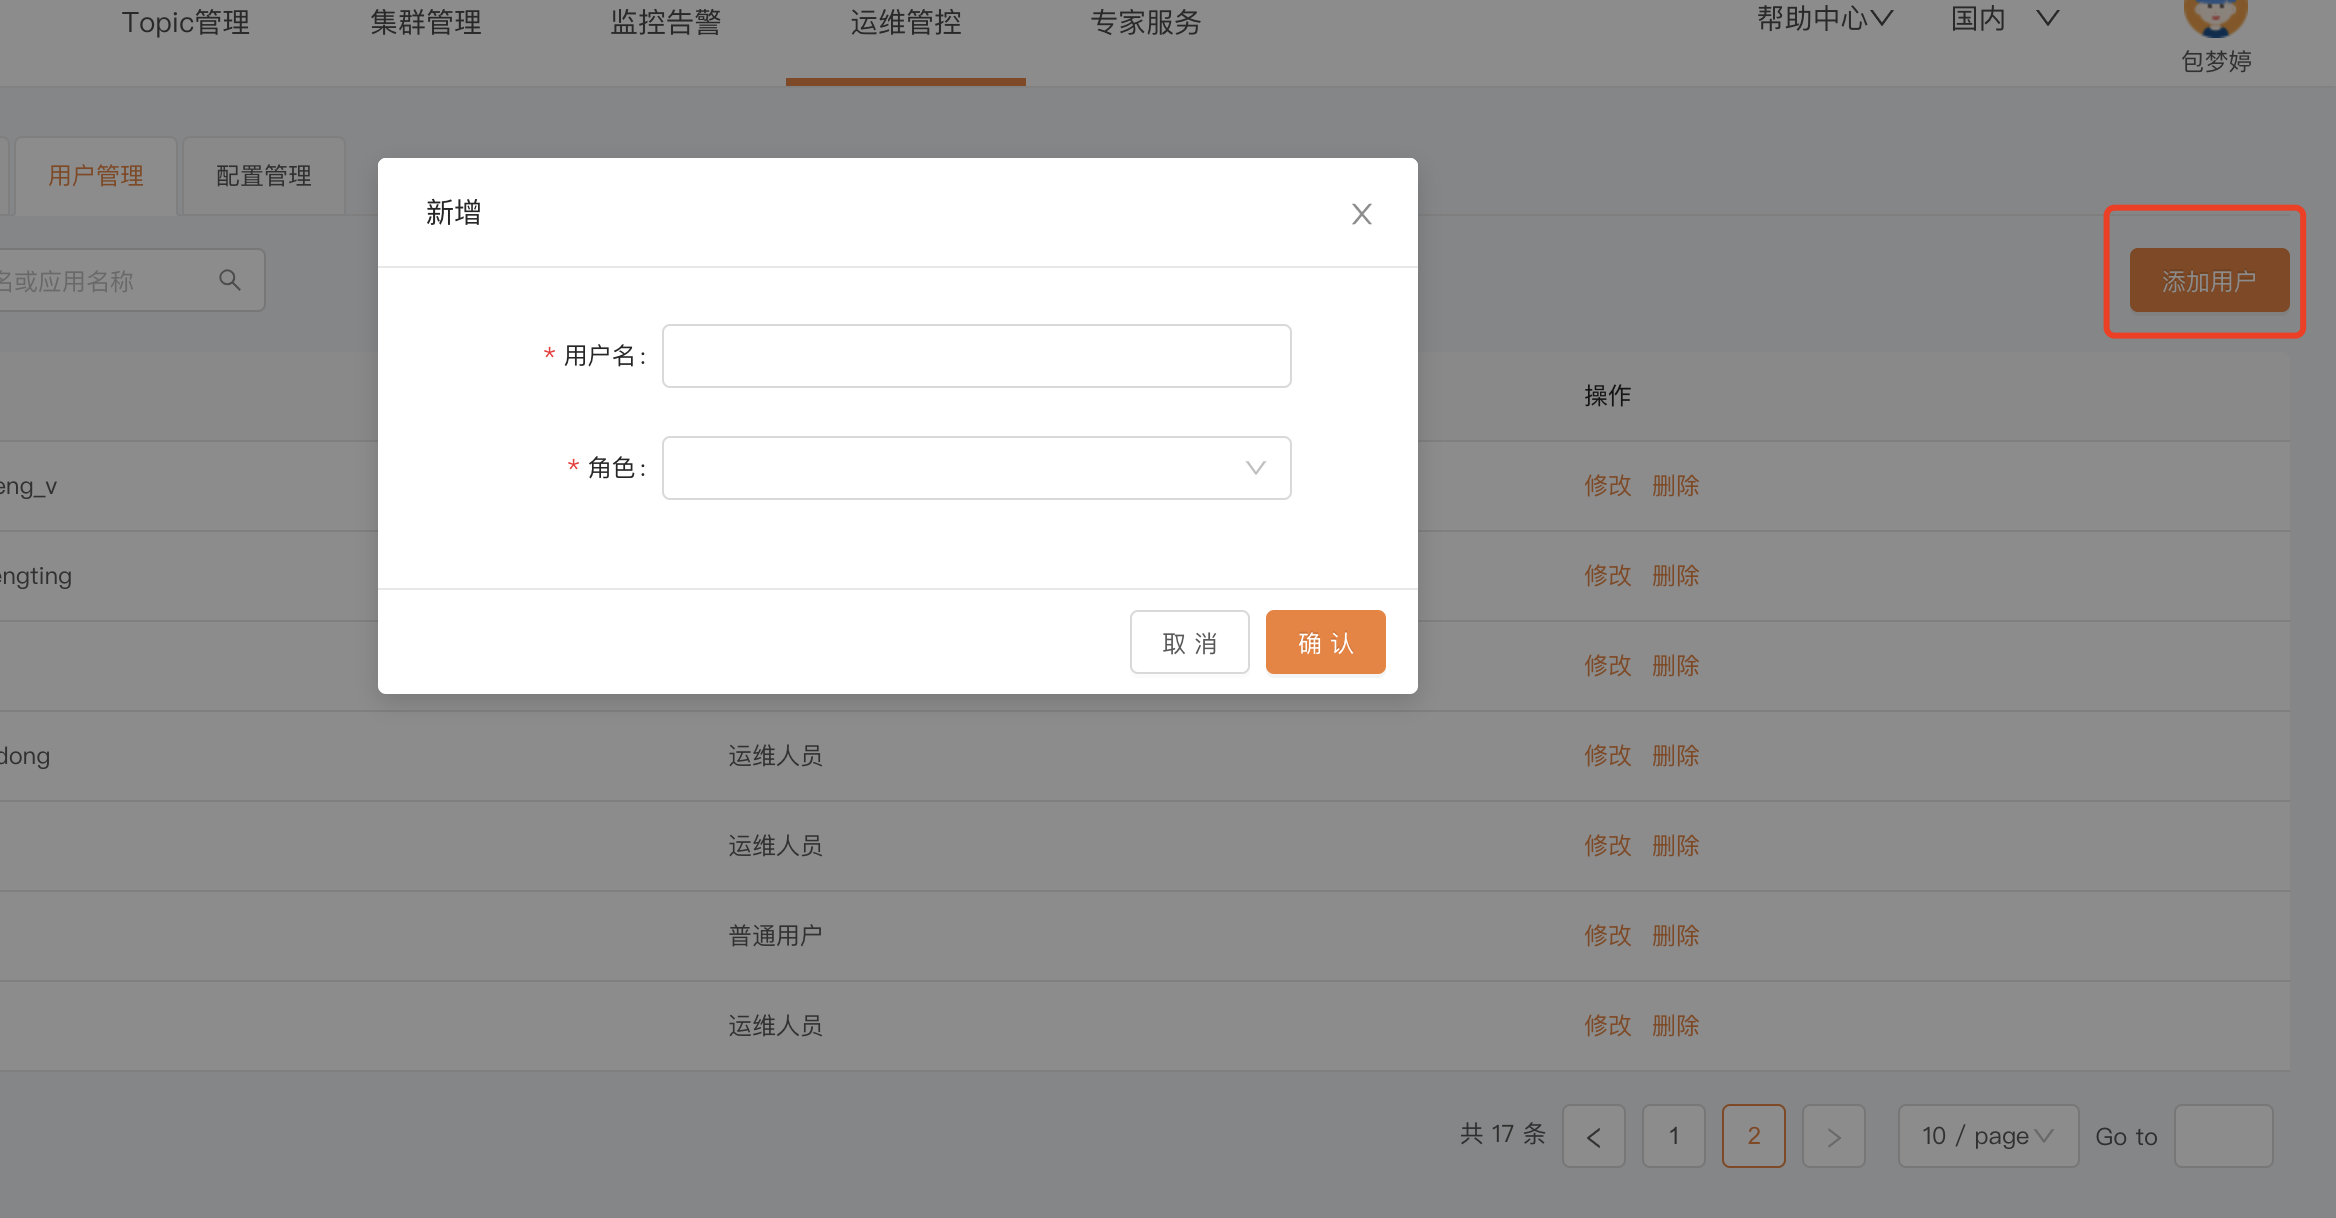 Topic管理 集群管理 监控告警 运维管控 专家服务 帮助中心 国内
包梦婷
用户管理 配置管理
新增
名或应用名称
添加用户
* 用户名:
操作
* 角色:
eng_v 修改 删除
engting 修改 删除
取 消 确 认
修改 删除
dong 运维人员 修改 删除
运维人员 修改 删除
普通用户 修改 删除
运维人员 修改 删除
共 17 条 < 1 2 > 10 / page Go to